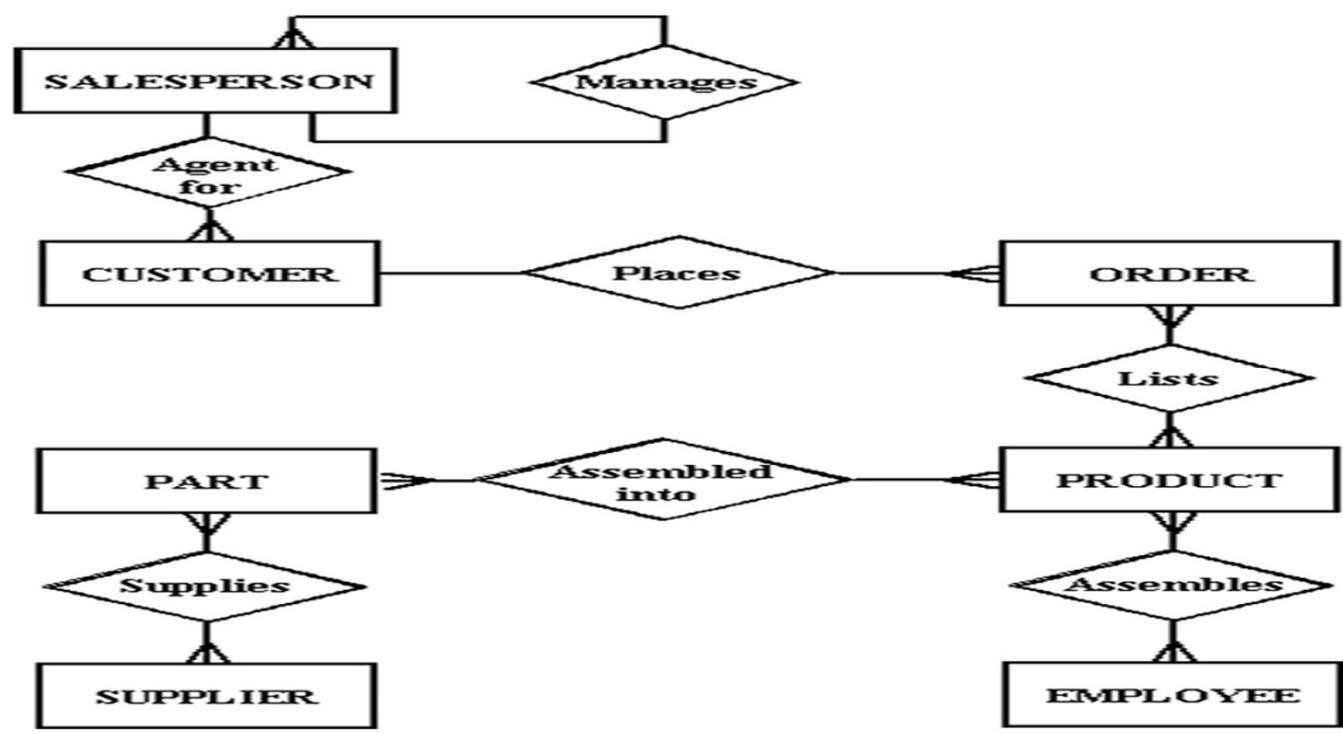 SALESPERSON
Manages
Agent
for
CUSTOMER
Places
ORDER
Lists
PART
Assembled
into
PRODUCT
Supplies
Assembles
SUPPLIER
EMPLOYEE